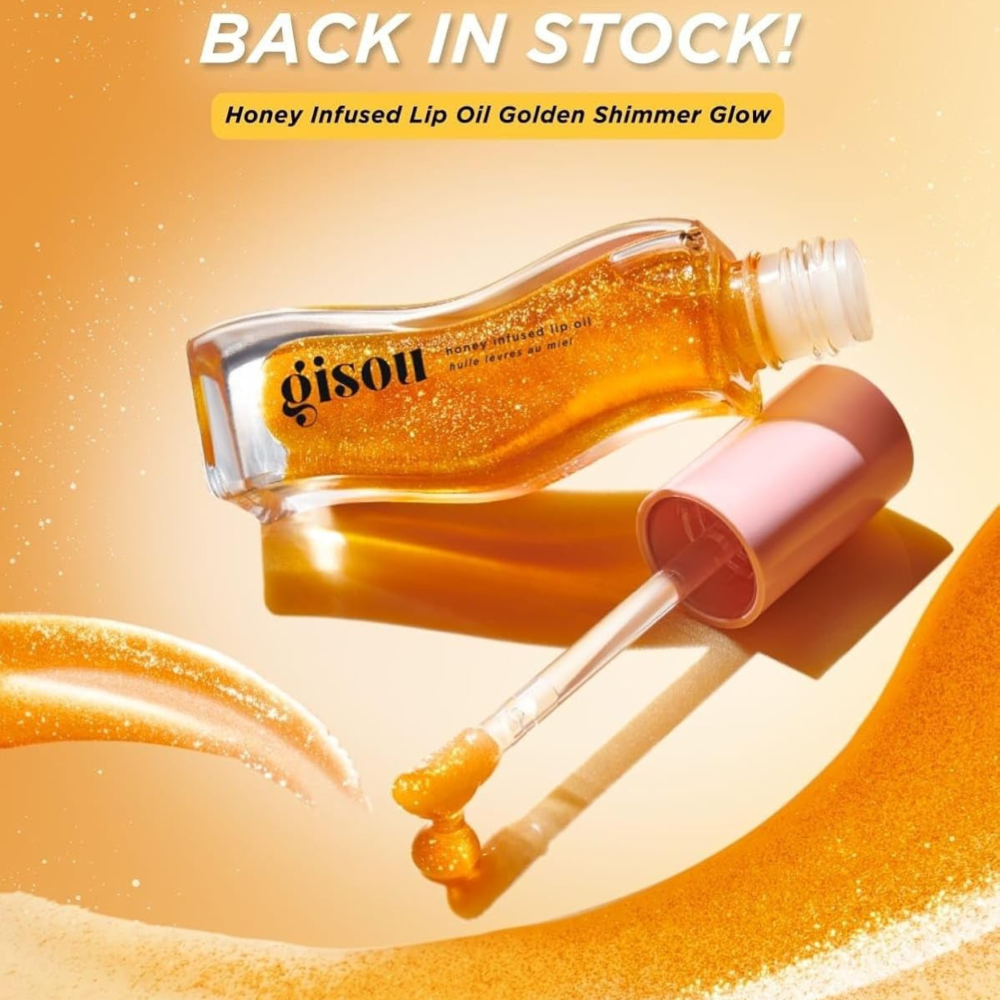 BACK IN STOCK!
Honey Infused Lip Oil Golden Shimmer Glow
gisou
honey infused lip oil
huile lèvres au miel